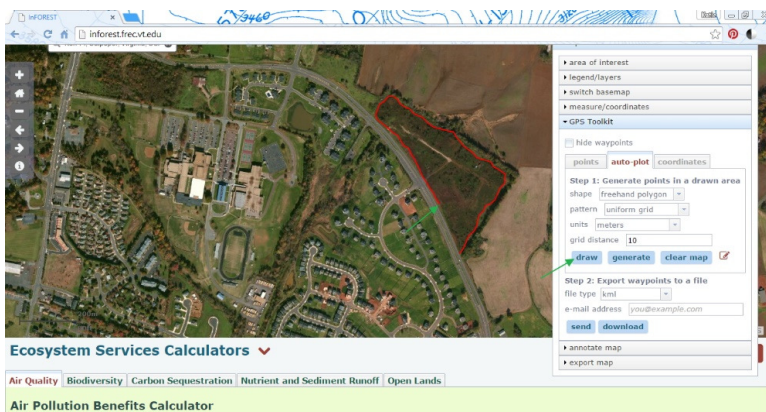 3460
InFOREST
inforest.frec.vt.edu
area of interest
legend/layers
switch basemap
measure/coordinates
GPS Toolkit
hide waypoints
points auto-plot coordinates
Step 1: Generate points in a drawn area
shape freehand polygon
pattern uniform grid
units meters
grid distance 10
draw generate clear map
Step 2: Export waypoints to a file
file type kml
e-mail address you@example.com
send download
annotate map
export map
Ecosystem Services Calculators
Air Quality Biodiversity Carbon Sequestration Nutrient and Sediment Runoff Open Lands
Air Pollution Benefits Calculator